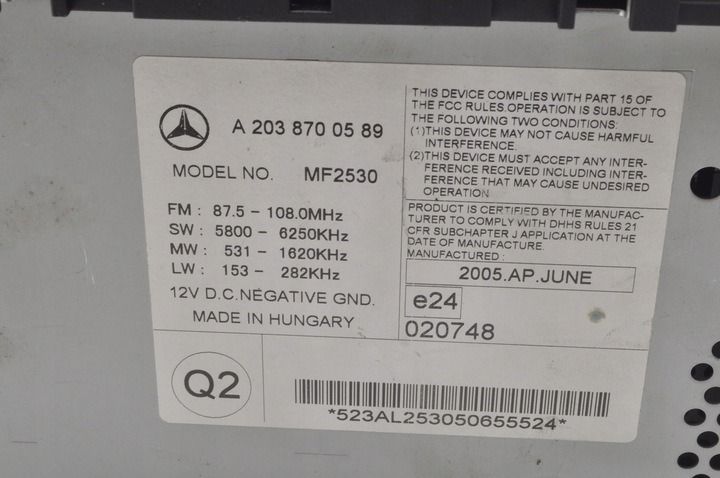 A 203 870 0589
MODEL NO. MF2530
FM : 87.5 - 108.0MHz
SW : 5800 - 6250KHz
MW : 531 - 1620KHz
LW : 153 - 282KHz
12V D.C.NEGATIVE GND.
MADE IN HUNGARY
THIS DEVICE COMPLIES WITH PART 15 OF
THE FCC RULES.OPERATION IS SUBJECT TO
THE FOLLOWING TWO CONDITIONS:
(1)THIS DEVICE MAY NOT CAUSE HARMFUL
INTERFERENCE.
(2)THIS DEVICE MUST ACCEPT ANY INTER-
FERENCE RECEIVED INCLUDING INTER-
FERENCE THAT MAY CAUSE UNDESIRED
OPERATION
PRODUCT IS CERTIFIED BY THE MANUFAC-
TURER TO COMPLY WITH DHHS RULES 21
CFR SUBCHAPTER J APPLICATION AT THE
DATE OF MANUFACTURE.
MANUFACTURED :
2005.AP.JUNE
e24
020748
Q2
*523AL253050655524*